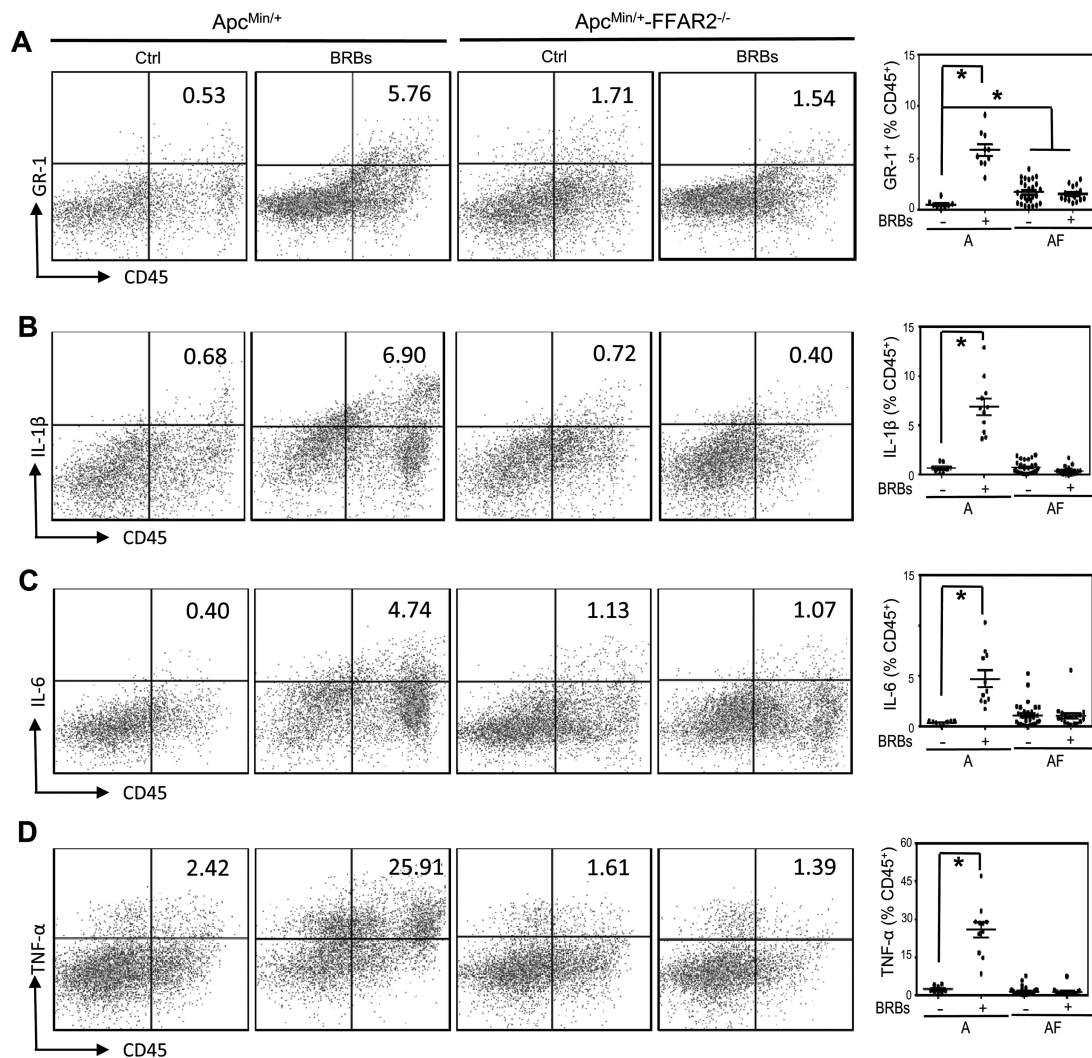 Apc^Min/+ Apc^Min/+-FFAR2^-/-
A
Ctrl BRBs Ctrl BRBs
0.53 5.76 1.71 1.54
GR-1
CD45
GR-1⁺ (% CD45⁺)
15
10
5
0
* *
BRBs - + - +
A AF
B
0.68 6.90 0.72 0.40
IL-1β
CD45
IL-1β (% CD45⁺)
15
10
5
0
*
BRBs - + - +
A AF
C
0.40 4.74 1.13 1.07
IL-6
CD45
IL-6 (% CD45⁺)
15
5
0
*
BRBs - + - +
A AF
D
2.42 25.91 1.61 1.39
TNF-α
CD45
TNF-α (% CD45⁺)
60
45
30
15
0
*
BRBs - + - +
A AF